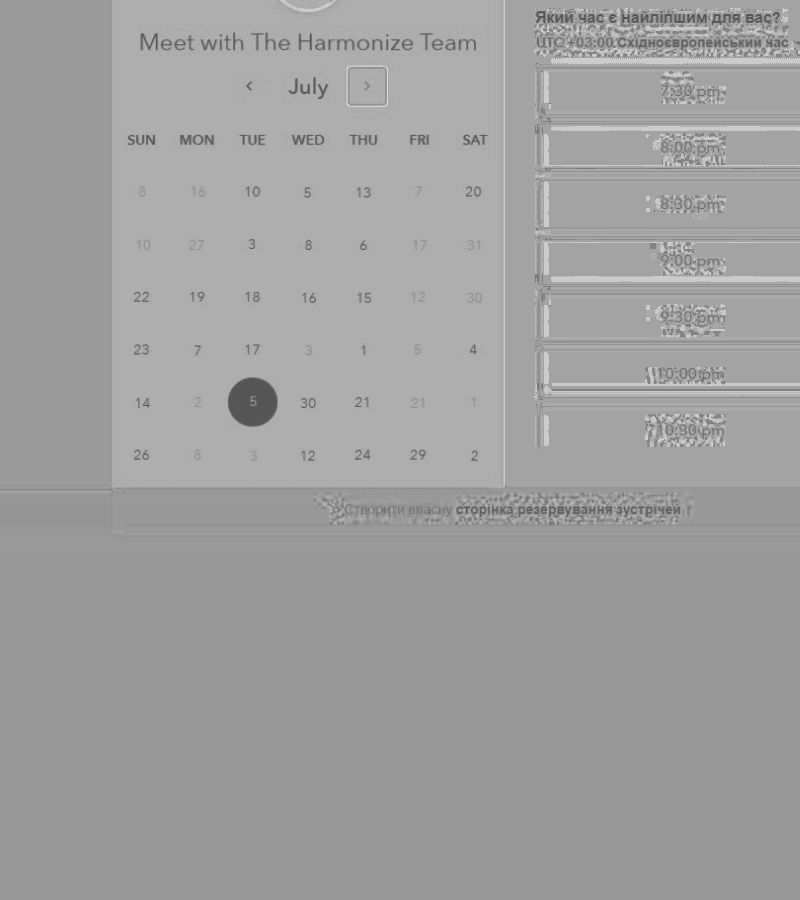 Meet with The Harmonize Team
July
SUN MON TUE WED THU FRI SAT
8 16 10 5 13 7 20
10 27 3 8 6 17 31
22 19 18 16 15 12 30
23 7 17 3 1 5 4
14 2 5 30 21 21 1
26 8 3 12 24 29 2
Який час є найліпшим для вас?
UTC +03:00 Східноєвропейський час
7:30 pm
8:00 pm
8:30 pm
9:00 pm
9:30 pm
10:00 pm
10:30 pm
Створити власну сторінка резервування зустрічей